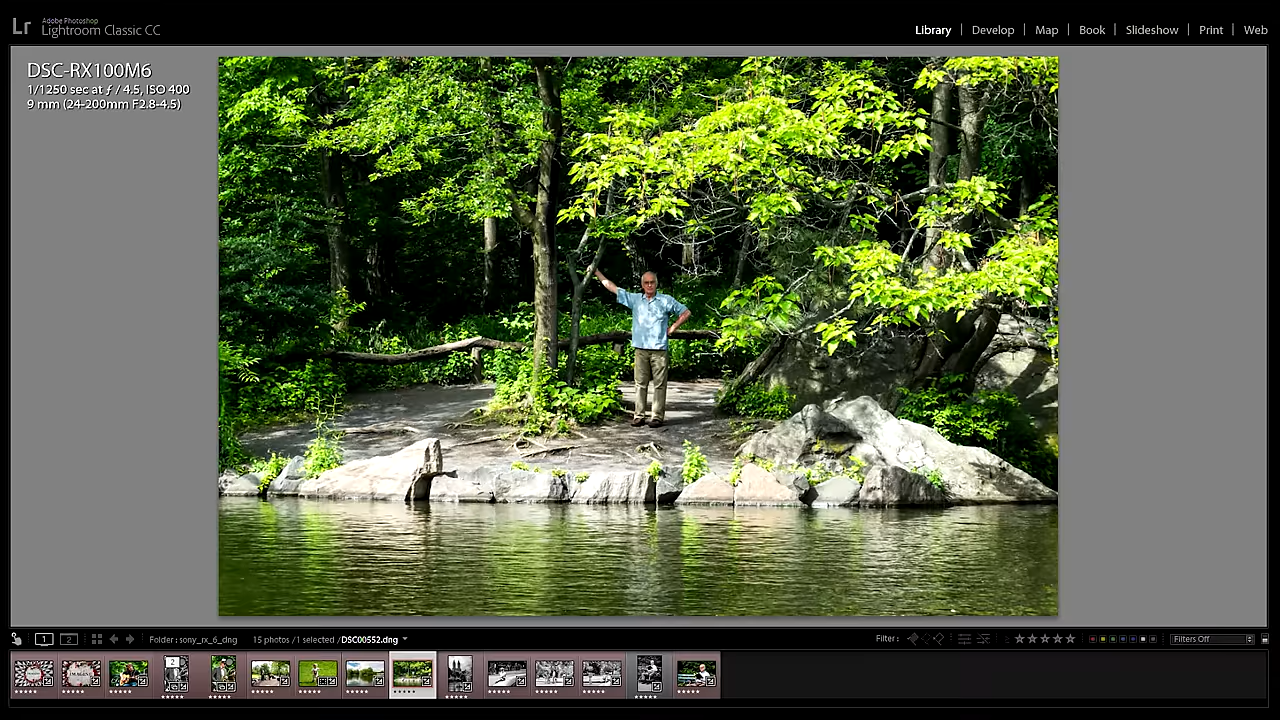 Lr
Adobe Photoshop
Lightroom Classic CC
Library | Develop | Map | Book | Slideshow | Print | Web
DSC-RX100M6
1/1250 sec at ƒ / 4.5, ISO 400
9 mm (24-200mm F2.8-4.5)
1 2 Folder : sony_rx_6_dng 15 photos / 1 selected / DSC00552.dng Filter : Filters Off
2